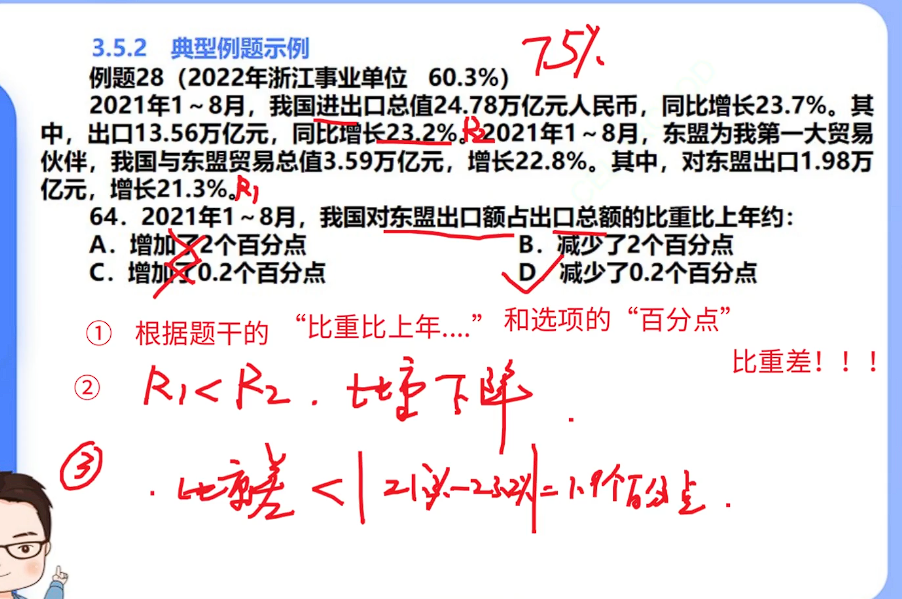 3.5.2 典型例题示例
75%
例题28（2022年浙江事业单位 60.3%）
2021年1～8月，我国进出口总值24.78万亿元人民币，同比增长23.7%。其
中，出口13.56万亿元，同比增长23.2%。R2 2021年1～8月，东盟为我第一大贸易
伙伴，我国与东盟贸易总值3.59万亿元，增长22.8%。其中，对东盟出口1.98万
亿元，增长21.3%。R1
64．2021年1～8月，我国对东盟出口额占出口总额的比重比上年约：
A．增加了2个百分点 B．减少了2个百分点
C．增加了0.2个百分点 D．减少了0.2个百分点
① 根据题干的 “比重比上年....” 和选项的“百分点”
比重差！！！
② R1<R2．比重下降
③ 比重差<|21.3%-23.2%|=1.9个百分点．